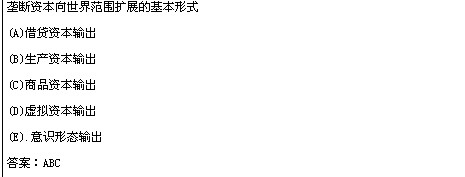 垄断资本向世界范围扩展的基本形式
(A)借贷资本输出
(B)生产资本输出
(C)商品资本输出
(D)虚拟资本输出
(E).意识形态输出
答案：ABC